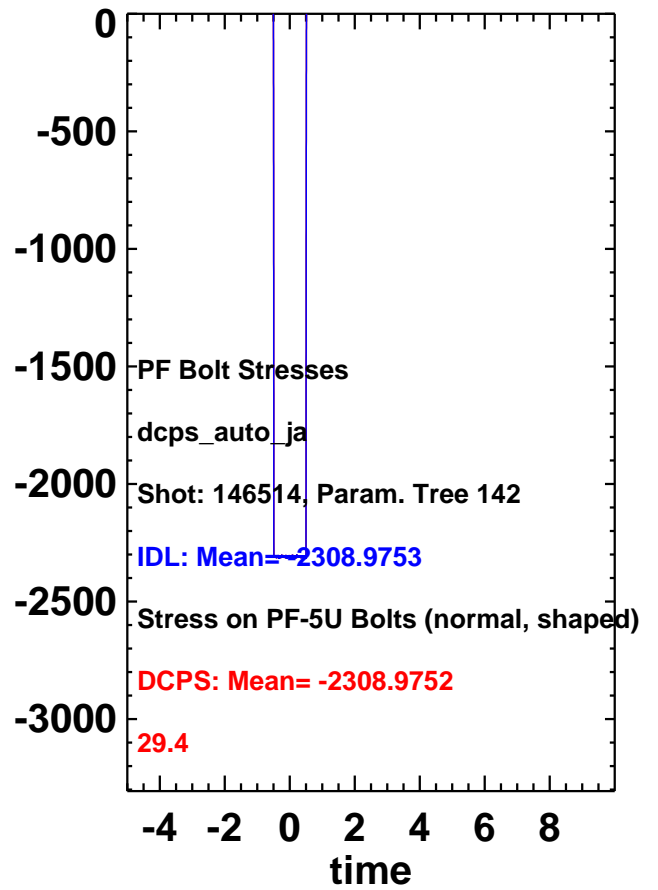 0
-500
-1000
-1500
PF Bolt Stresses
dcps_auto_ja
-2000
Shot: 146514, Param. Tree 142
IDL: Mean= -2308.9753
-2500
Stress on PF-5U Bolts (normal, shaped)
DCPS: Mean= -2308.9752
-3000
29.4
-4 -2 0 2 4 6 8
time